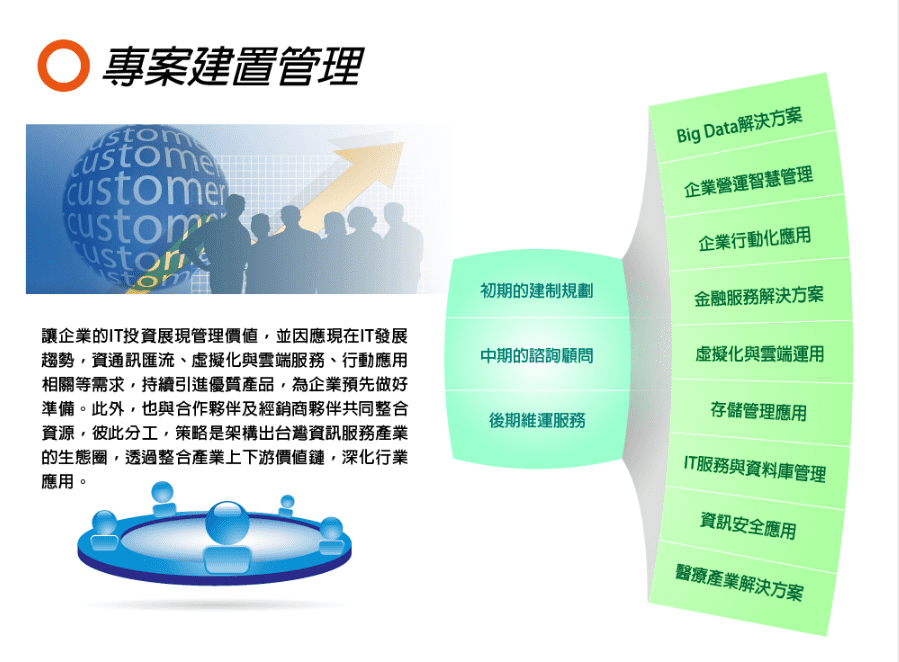 專案建置管理
customer
customer
customer
customer
customer
custom
讓企業的IT投資展現管理價值，並因應現在IT發展
趨勢，資通訊匯流、虛擬化與雲端服務、行動應用
相關等需求，持續引進優質產品，為企業預先做好
準備。此外，也與合作夥伴及經銷商夥伴共同整合
資源，彼此分工，策略是架構出台灣資訊服務產業
的生態圈，透過整合產業上下游價值鏈，深化行業
應用。
初期的建制規劃
中期的諮詢顧問
後期維運服務
Big Data解決方案
企業營運智慧管理
企業行動化應用
金融服務解決方案
虛擬化與雲端運用
存儲管理應用
IT服務與資料庫管理
資訊安全應用
醫療產業解決方案